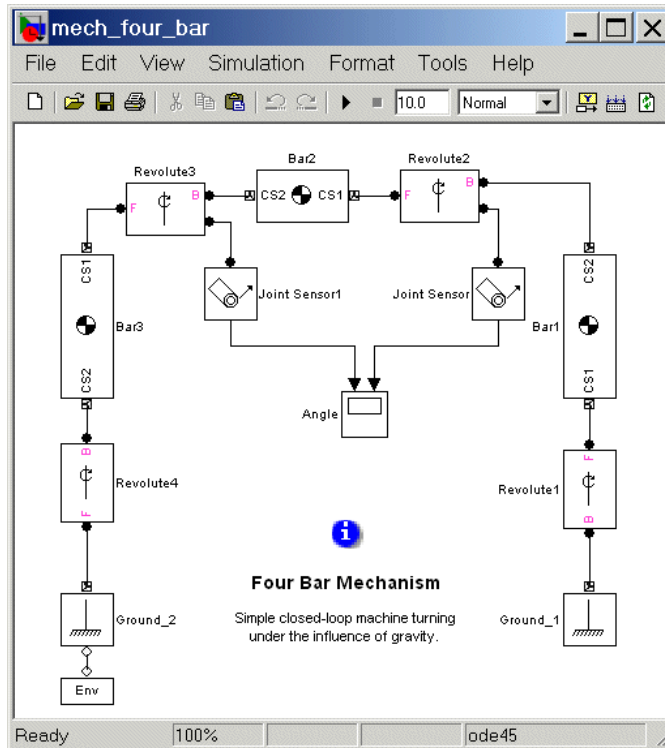 mech_four_bar
File Edit View Simulation Format Tools Help
10.0 Normal
Revolute3 Bar2 Revolute2
F B CS2 CS1 F B
CS1 CS2
Joint Sensor1 Joint Sensor
Bar3 Bar1
CS2 CS1
Angle
B F
Revolute4 Revolute1
F B
i
Four Bar Mechanism
Ground_2 Simple closed-loop machine turning Ground_1
under the influence of gravity.
Env
Ready 100% ode45